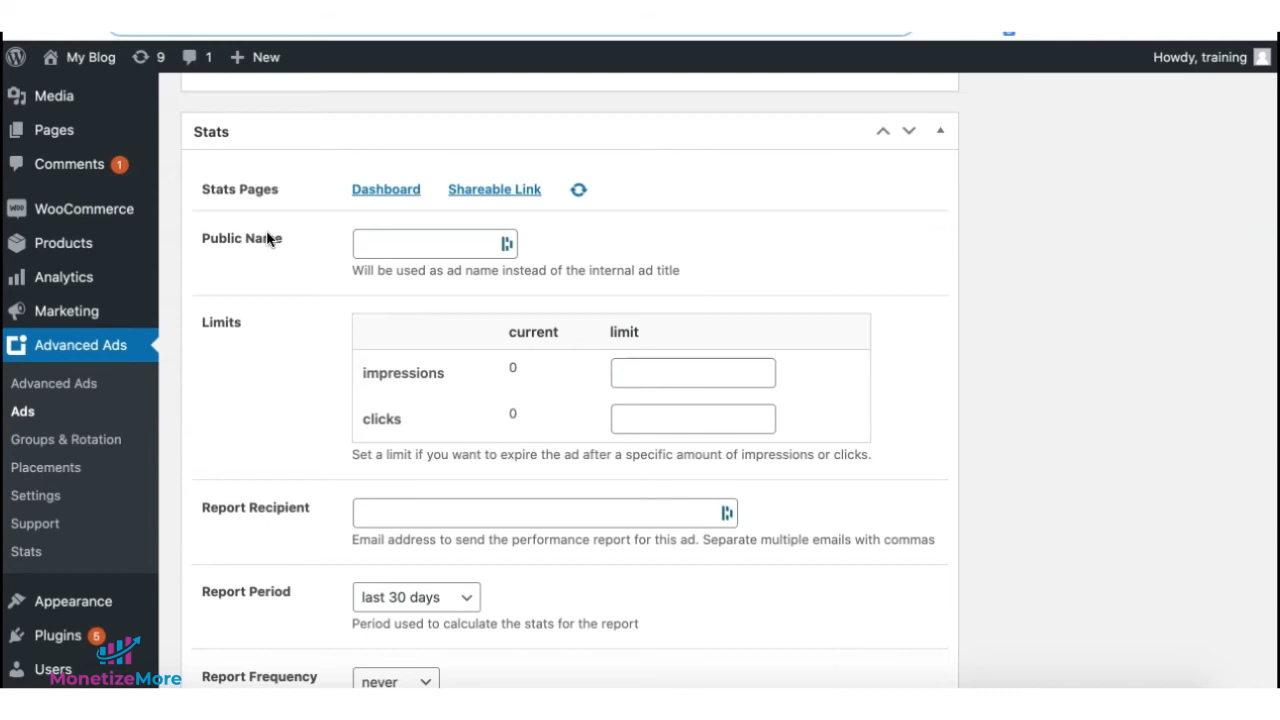 My Blog 9 1 New Howdy, training
Media
Pages
Comments 1
WooCommerce
Products
Analytics
Marketing
Advanced Ads
Advanced Ads
Ads
Groups & Rotation
Placements
Settings
Support
Stats
Appearance
Plugins 5
Users
MonetizeMore
Stats
Stats Pages Dashboard Shareable Link
Public Name
Will be used as ad name instead of the internal ad title
Limits
current limit
impressions 0
clicks 0
Set a limit if you want to expire the ad after a specific amount of impressions or clicks.
Report Recipient
Email address to send the performance report for this ad. Separate multiple emails with commas
Report Period last 30 days
Period used to calculate the stats for the report
Report Frequency never